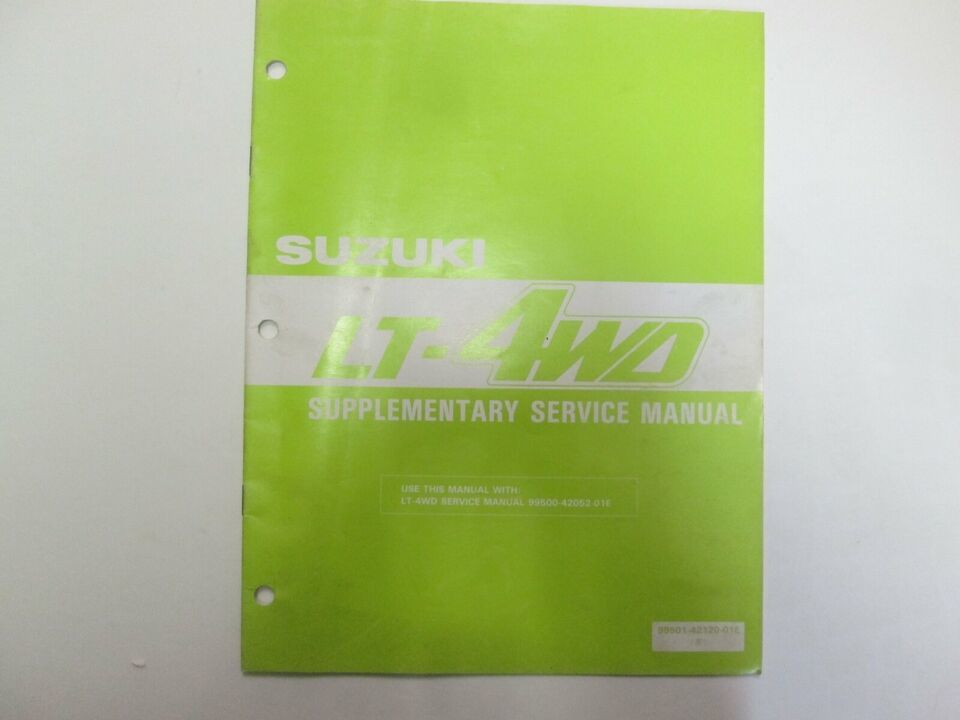 SUZUKI
LT-4WD
SUPPLEMENTARY SERVICE MANUAL
USE THIS MANUAL WITH:
LT-4WD SERVICE MANUAL 99500-42052-01E
99501-42120-01E